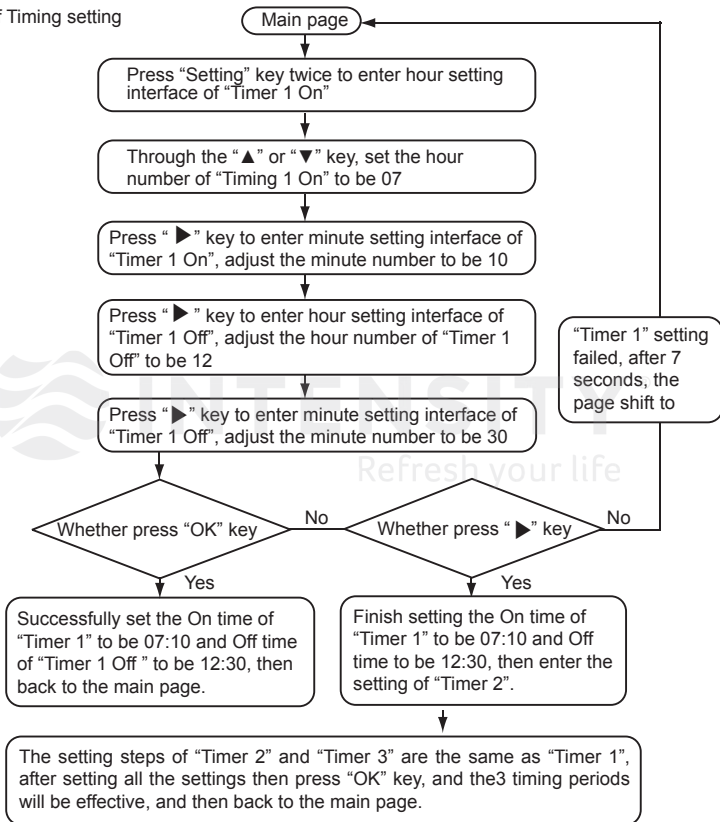 Timing setting
Main page
Press “Setting” key twice to enter hour setting
interface of “Timer 1 On”
Through the “▲” or “▼” key, set the hour
number of “Timing 1 On” to be 07
Press “ ▶” key to enter minute setting interface of
“Timer 1 On”, adjust the minute number to be 10
Press “ ▶ ” key to enter hour setting interface of
“Timer 1 Off”, adjust the hour number of “Timer 1
Off” to be 12
Press “ ▶” key to enter minute setting interface of
“Timer 1 Off”, adjust the minute number to be 30
“Timer 1” setting
failed, after 7
seconds, the
page shift to
INTENSITY
Refresh your life
Whether press “OK” key
No
Whether press “ ▶” key
No
Yes
Yes
Successfully set the On time of
“Timer 1” to be 07:10 and Off time
of “Timer 1 Off ” to be 12:30, then
back to the main page.
Finish setting the On time of
“Timer 1” to be 07:10 and Off
time to be 12:30, then enter the
setting of “Timer 2”.
The setting steps of “Timer 2” and “Timer 3” are the same as “Timer 1”,
after setting all the settings then press “OK” key, and the3 timing periods
will be effective, and then back to the main page.